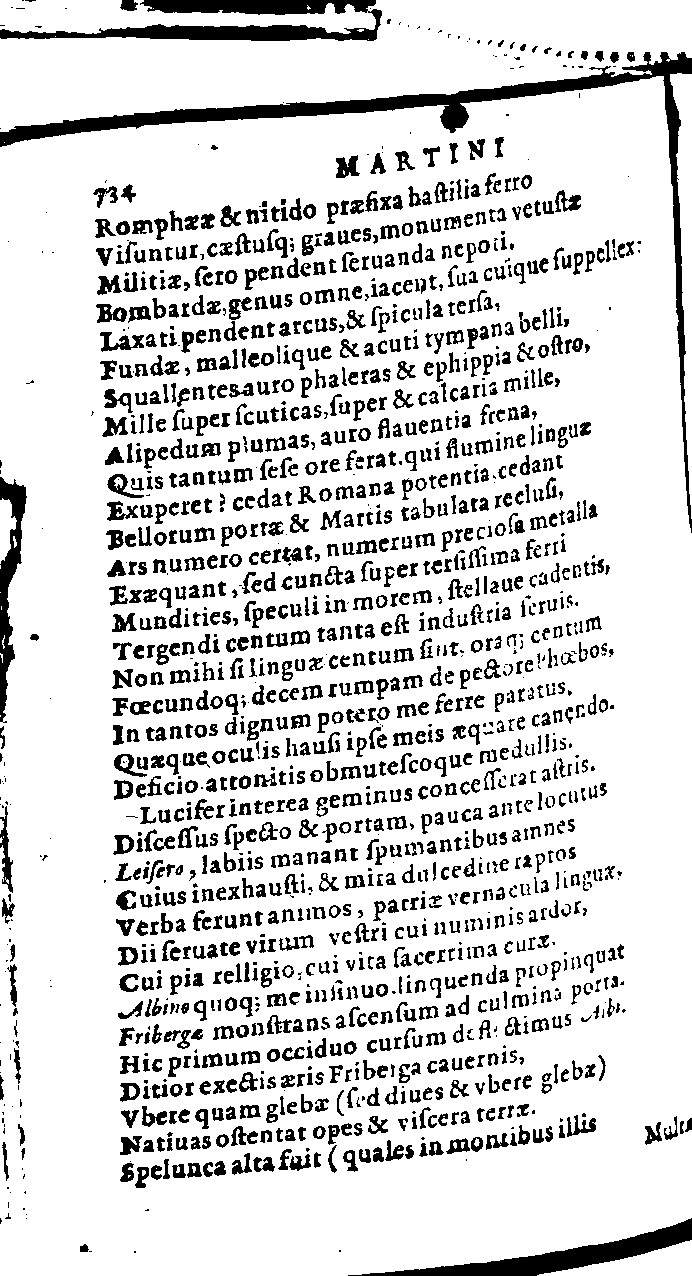 734
MARTINI
Romphææ & nitido præfixa haſtilia ferro
Viſuntur, cæſtuſq; graues, monumenta vetuſtæ
Militiæ, ſero pendent ſeruanda nepoti.
Bombardæ, genus omne, iacent, ſua cuique ſuppellex:
Laxati pendent arcus, & ſpicula terſa,
Fundæ, malleolique & acuti tympana belli,
Squallentes auro phaleras & ephippia & oſtro,
Mille ſuper ſcuticas, ſuper & calcaria mille,
Alipedum plumas, auro flauentia frena,
Quis tantum ſeſe ore ferat. qui flumine linguæ
Exuperet? cedat Romana potentia, cedant
Bellorum portæ & Martis tabulata recluſi,
Ars numero certat, numerum precioſa metalla
Exæquant, ſed cuncta ſuper terſiſſima ferri
Mundities, ſpeculi in morem, ſtellaue cadentis,
Tergendi centum tanta eſt induſtria ſeruis.
Non mihi ſi linguæ centum ſint. oraq; centum
Fœcundoq; decem rumpam de pectore Phœbos,
In tantos dignum potero me ferre paratus.
Quæque oculis hauſi ipſe meis æquare canendo.
Deficio attonitis obmuteſcoque medullis.
Lucifer interea geminus conceſſerat aſtris.
Diſceſſus ſpecto & portam, pauca ante locutus
Leiſero, labiis manant ſpumantibus amnes
Cuius inexhauſti, & mira dulcedine raptos
Verba ferunt animos, patriæ vernacula linguæ,
Dii ſeruate virum veſtri cui numinis ardor,
Cui pia relligio, cui vita ſacerrima curæ.
Albino quoq; me inſinuo. linquenda propinquat
Fribergæ monſtrans aſcenſum ad culmina porta.
Hic primum occiduo curſum deflectimus Albi.
Ditior exectis æris Friberga cauernis,
Vbere quam glebæ (ſed diues & vbere glebæ)
Natiuas oſtentat opes & viſcera terræ.
Spelunca alta fuit (quales in montibus illis